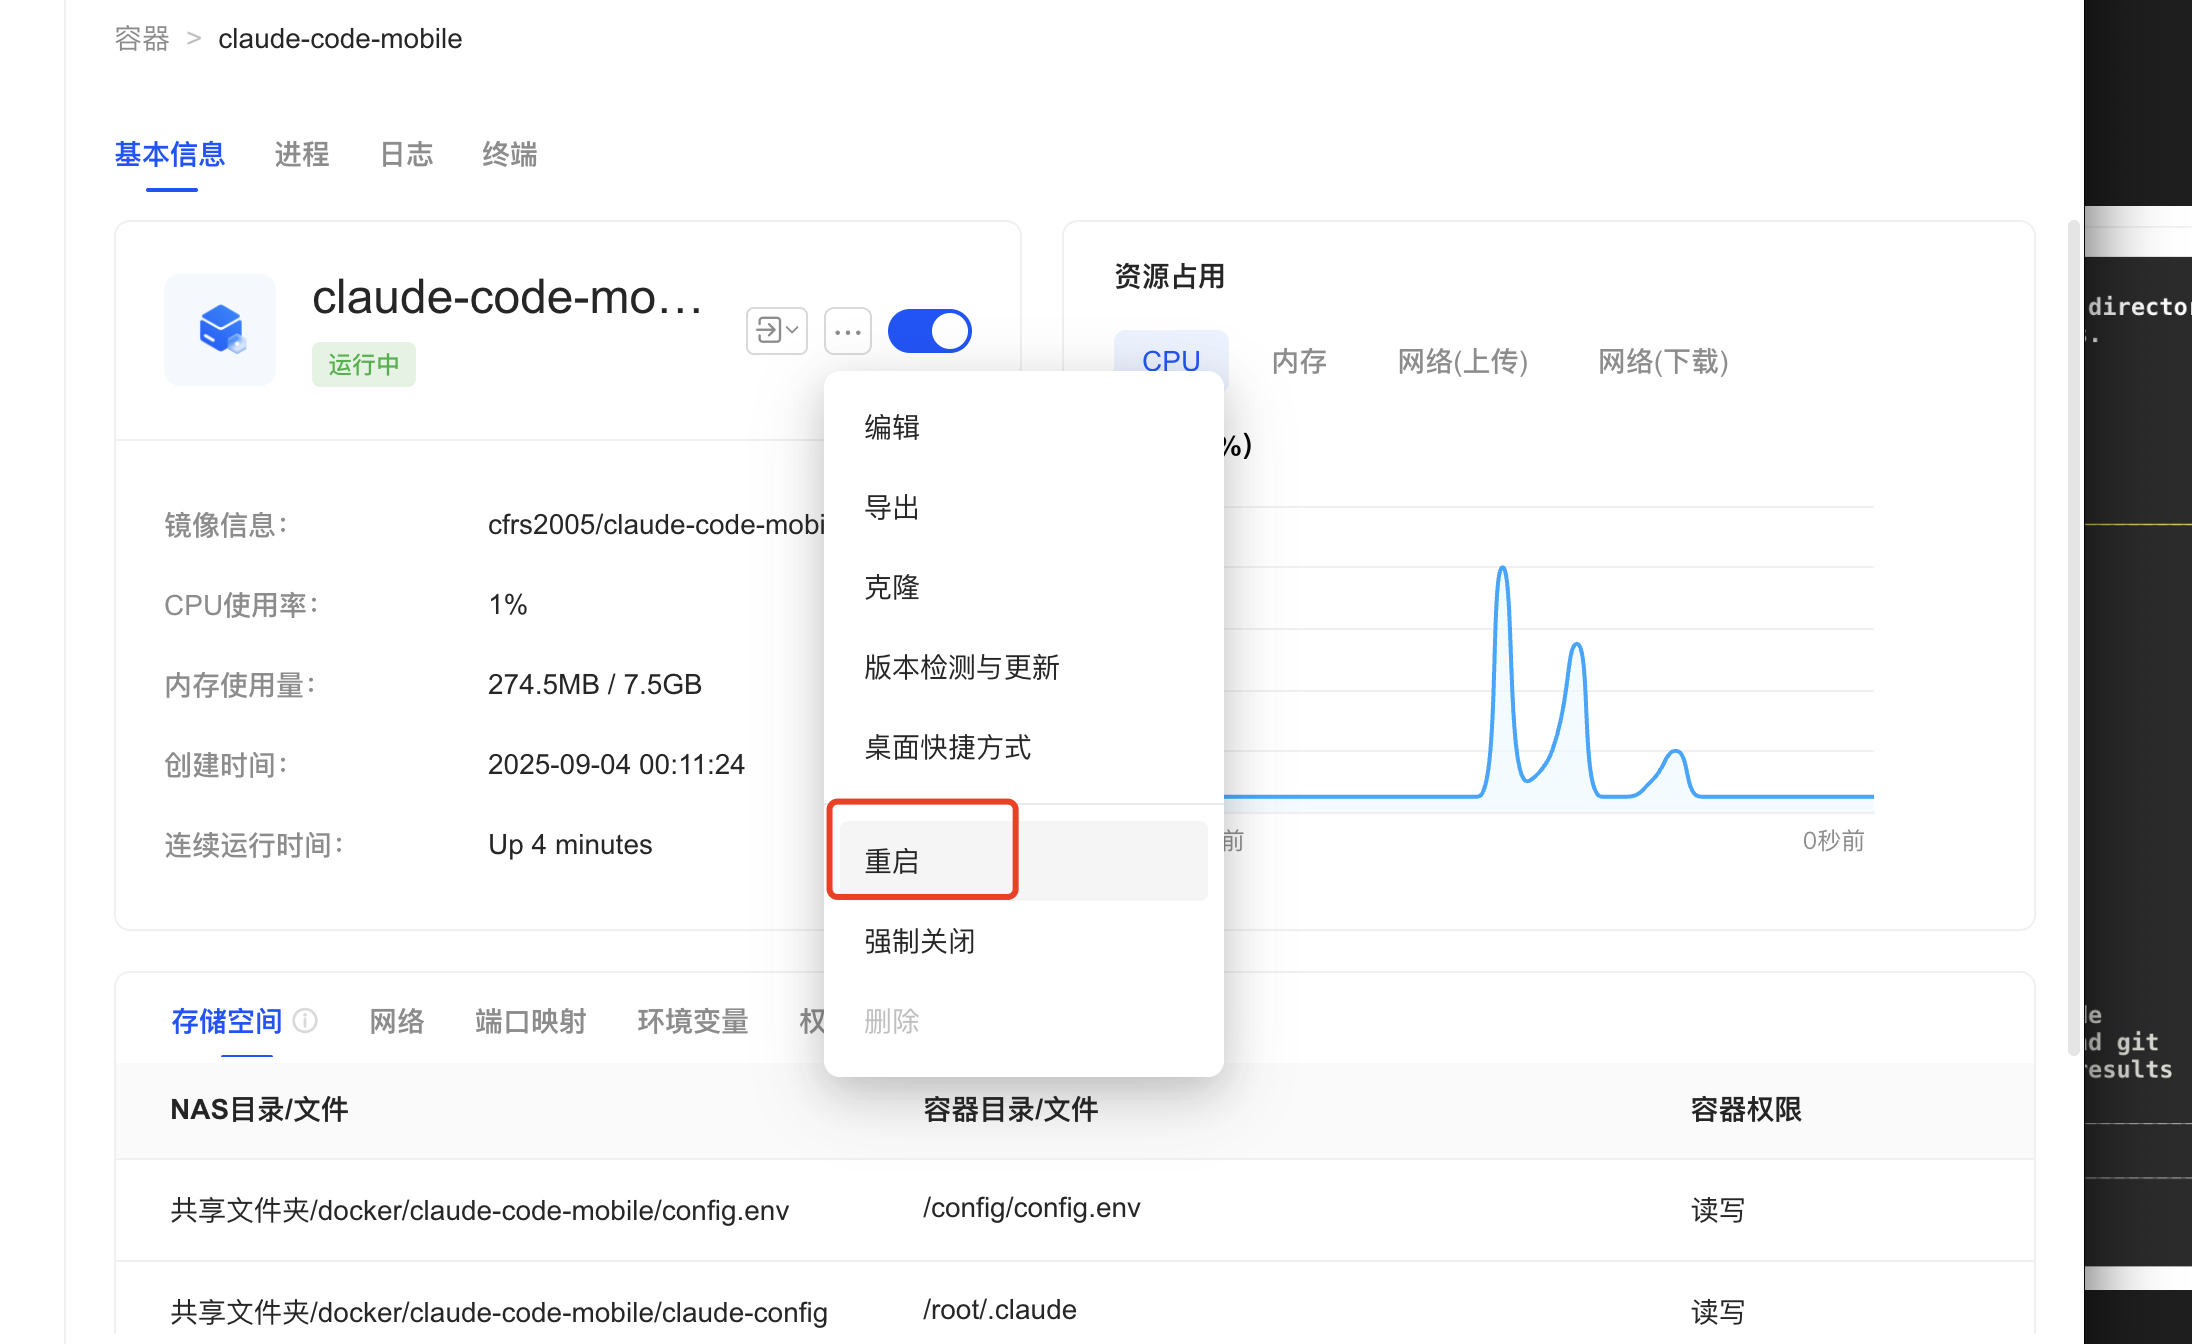 容器 > claude-code-mobile
基本信息 进程 日志 终端
claude-code-mo...
运行中
镜像信息：
cfrs2005/claude-code-mobi
CPU使用率：
1%
内存使用量：
274.5MB / 7.5GB
创建时间：
2025-09-04 00:11:24
连续运行时间：
Up 4 minutes
编辑
导出
克隆
版本检测与更新
桌面快捷方式
重启
强制关闭
删除
资源占用
CPU 内存 网络(上传) 网络(下载)
%)
前
0秒前
存储空间 网络 端口映射 环境变量 权
NAS目录/文件 容器目录/文件 容器权限
共享文件夹/docker/claude-code-mobile/config.env /config/config.env 读写
共享文件夹/docker/claude-code-mobile/claude-config /root/.claude 读写
directo
git
results